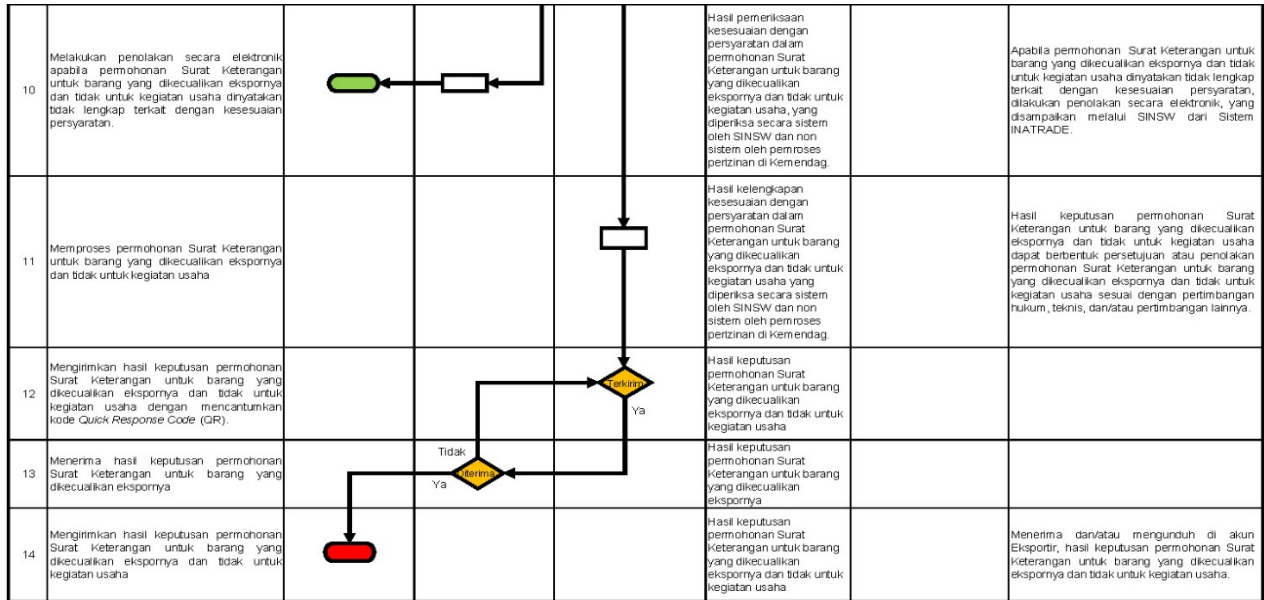 10
Melakukan penolakan secara elektronik
apabila permohonan Surat Keterangan
untuk barang yang dikecualikan ekspornya
dan tidak untuk kegiatan usaha dinyatakan
tidak lengkap terkait dengan kesesuaian
persyaratan.
Hasil pemeriksaan
kesesuaian dengan
persyaratan dalam
permohonan Surat
Keterangan untuk barang
yang dikecualikan
ekspornya dan tidak untuk
kegiatan usaha, yang
diperiksa secara sistem
oleh SINSW dan non
sistem oleh pemroses
perizinan di Kemendag.
Apabila permohonan Surat Keterangan untuk
barang yang dikecualikan ekspornya dan tidak
untuk kegiatan usaha dinyatakan tidak lengkap
terkait dengan kesesuaian persyaratan,
dilakukan penolakan secara elektronik, yang
disampaikan melalui SINSW dari Sistem
INATRADE.
11
Memproses permohonan Surat Keterangan
untuk barang yang dikecualikan ekspornya
dan tidak untuk kegiatan usaha
Hasil kelengkapan
kesesuaian dengan
persyaratan dalam
permohonan Surat
Keterangan untuk barang
yang dikecualikan
ekspornya dan tidak untuk
kegiatan usaha yang
diperiksa secara sistem
oleh SINSW dan non
sistem oleh pemroses
perizinan di Kemendag.
Hasil keputusan permohonan Surat
Keterangan untuk barang yang dikecualikan
ekspornya dan tidak untuk kegiatan usaha
dapat berbentuk persetujuan atau penolakan
permohonan Surat Keterangan untuk barang
yang dikecualikan ekspornya dan tidak untuk
kegiatan usaha sesuai dengan pertimbangan
hukum, teknis, dan/atau pertimbangan lainnya.
12
Mengirimkan hasil keputusan permohonan
Surat Keterangan untuk barang yang
dikecualikan ekspornya dan tidak untuk
kegiatan usaha dengan mencantumkan
kode Quick Response Code (QR).
Terkirim
Ya
Hasil keputusan
permohonan Surat
Keterangan untuk barang
yang dikecualikan
ekspornya dan tidak untuk
kegiatan usaha
13
Menerima hasil keputusan permohonan
Surat Keterangan untuk barang yang
dikecualikan ekspornya
Tidak
Diterima
Ya
Hasil keputusan
permohonan Surat
Keterangan untuk barang
yang dikecualikan
ekspornya
14
Mengirimkan hasil keputusan permohonan
Surat Keterangan untuk barang yang
dikecualikan ekspornya dan tidak untuk
kegiatan usaha
Hasil keputusan
permohonan Surat
Keterangan untuk barang
yang dikecualikan
ekspornya dan tidak untuk
kegiatan usaha
Menerima dan/atau mengunduh di akun
Eksportir, hasil keputusan permohonan Surat
Keterangan untuk barang yang dikecualikan
ekspornya dan tidak untuk kegiatan usaha.